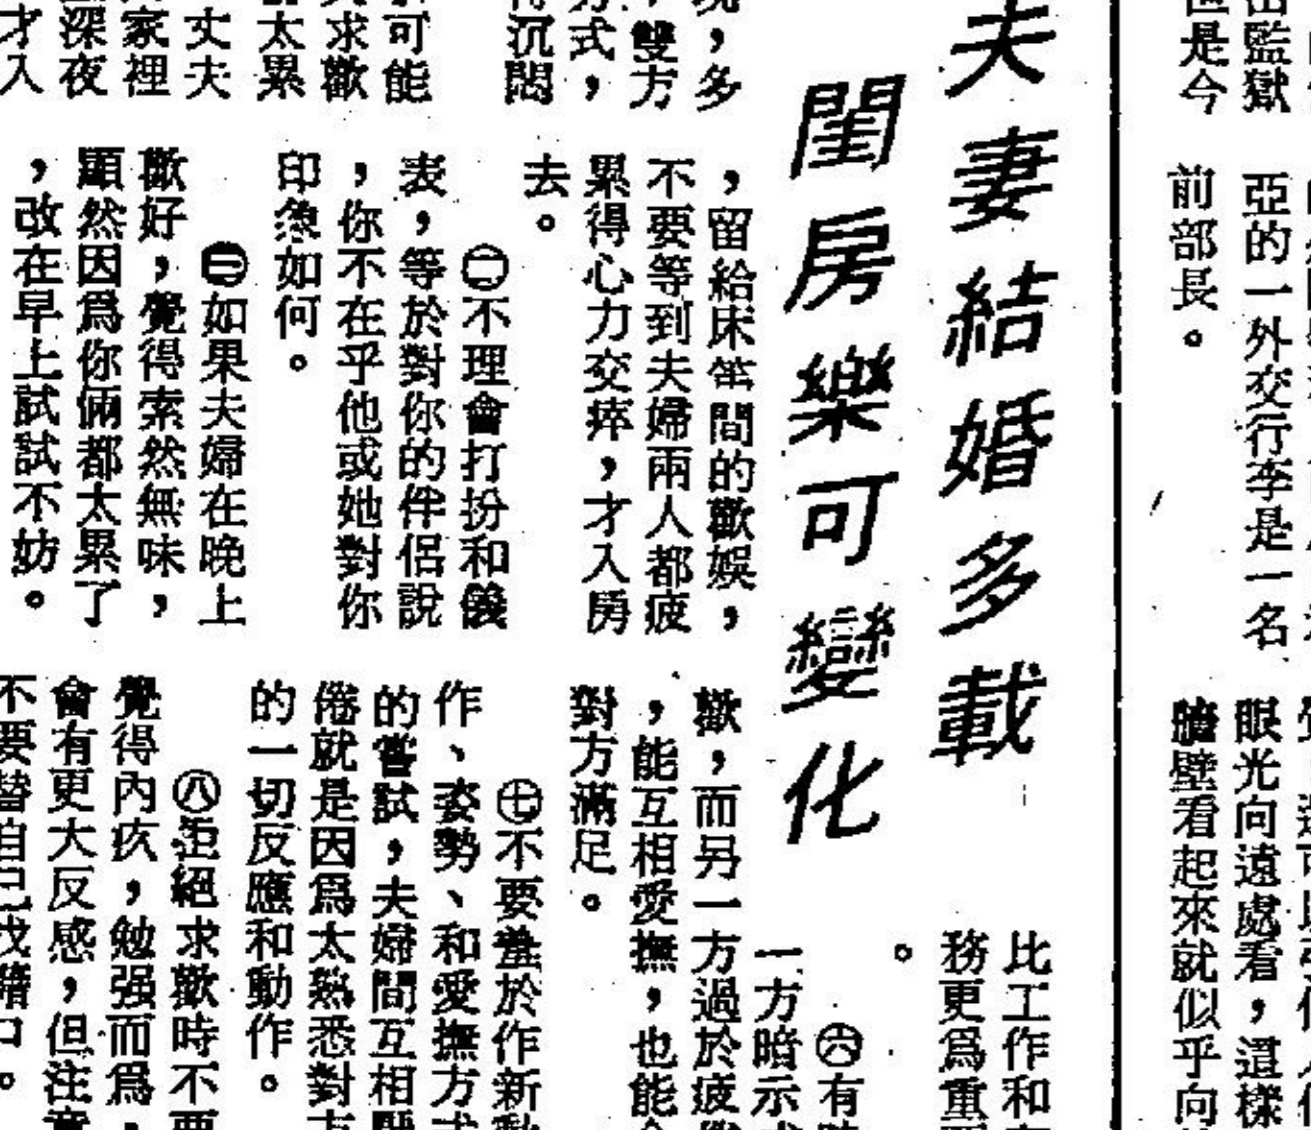 出監獄
但是今
亞的一外交行李是一名
前部長。
眼光向遠處看,這樣
牆壁看起來就似乎向
夫妻結婚多載
閨房樂可變化
比工作和
務更爲重
。
,多
雙方
方式,
得沉悶
可能
求歡
太累
丈夫
家裡
深夜
才入
,留給床笫間的歡娛,
不要等到夫婦兩人都疲
累得心力交瘁,才入房
去。
㊁不理會打扮和儀
表,等於對你的伴侶說
,你不在乎他或她對你
印象如何。
㊂如果夫婦在晚上
歡好,覺得索然無味,
顯然因爲你倆都太累了
,改在早上試試不妨。
㊅有時
一方暗示
歡,而另一方過於疲
,能互相愛撫,也能
對方滿足。
㊆不要羞於作新
作、姿勢、和愛撫方式
的嘗試,夫婦間互相
倦就是因爲太熟悉對方
的一切反應和動作。
㊇拒絕求歡時不要
覺得內疚,勉强而爲,
會有更大反感,但注意
不要替自己找藉口。